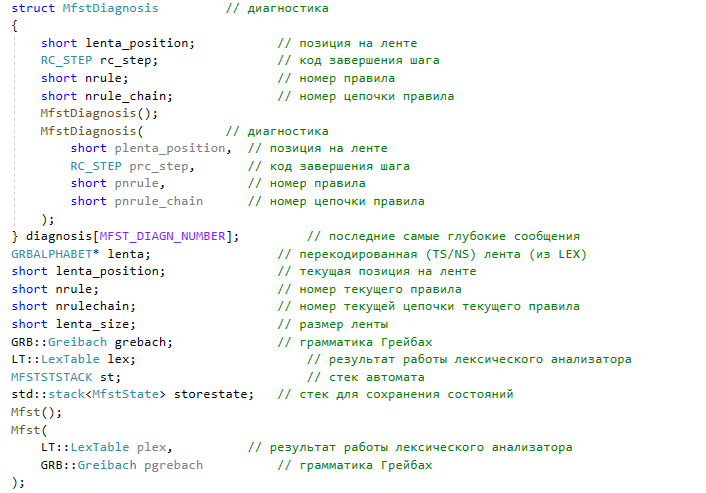 struct MfstDiagnosis // диагностика
{
short lenta_position; // позиция на ленте
RC_STEP rc_step; // код завершения шага
short nrule; // номер правила
short nrule_chain; // номер цепочки правила
MfstDiagnosis();
MfstDiagnosis( // диагностика
short plenta_position, // позиция на ленте
RC_STEP prc_step, // код завершения шага
short pnrule, // номер правила
short pnrule_chain // номер цепочки правила
);
} diagnosis[MFST_DIAGN_NUMBER]; // последние самые глубокие сообщения
GRBALPHABET* lenta; // перекодированная (TS/NS) лента (из LEX)
short lenta_position; // текущая позиция на ленте
short nrule; // номер текущего правила
short nrulechain; // номер текущей цепочки текущего правила
short lenta_size; // размер ленты
GRB::Greibach grebach; // грамматика Грейбах
LT::LexTable lex; // результат работы лексического анализатора
MFSTSTSTACK st; // стек автомата
std::stack<MfstState> storestate; // стек для сохранения состояний
Mfst();
Mfst(
LT::LexTable plex, // результат работы лексического анализатора
GRB::Greibach pgrebach // грамматика Грейбах
);